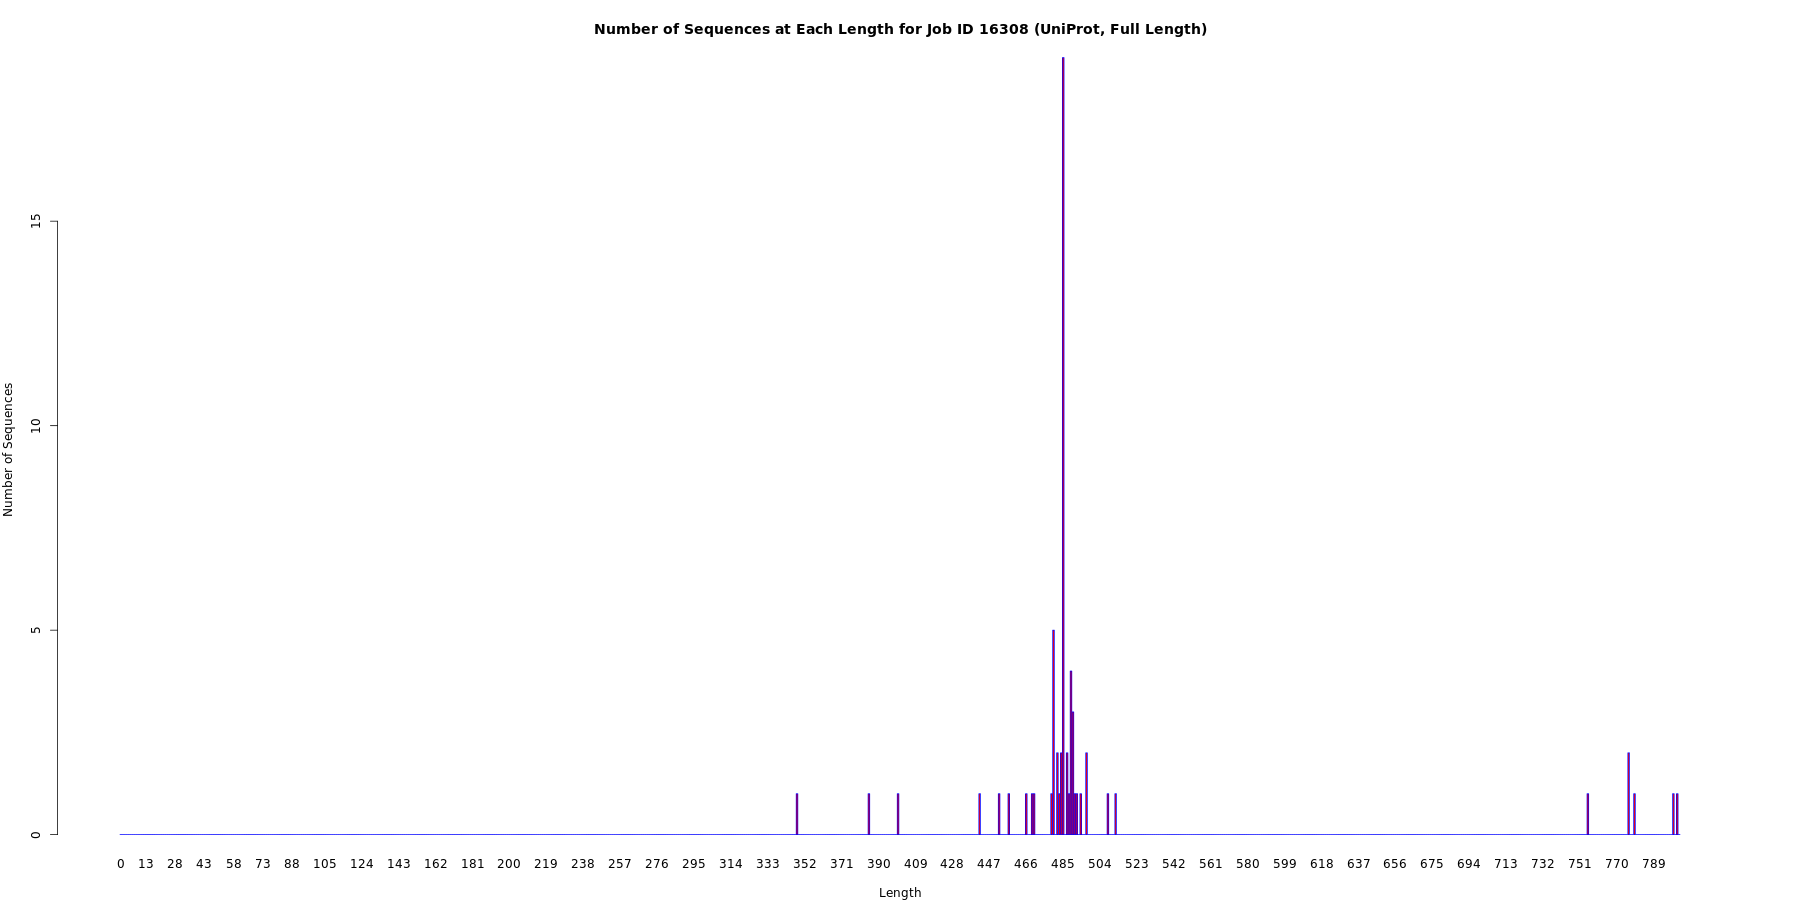 Number of Sequences at Each Length for Job ID 16308 (UniProt, Full Length)
Number of Sequences
15
10
5
0
0 13 28 43 58 73 88 105 124 143 162 181 200 219 238 257 276 295 314 333 352 371 390 409 428 447 466 485 504 523 542 561 580 599 618 637 656 675 694 713 732 751 770 789
Length